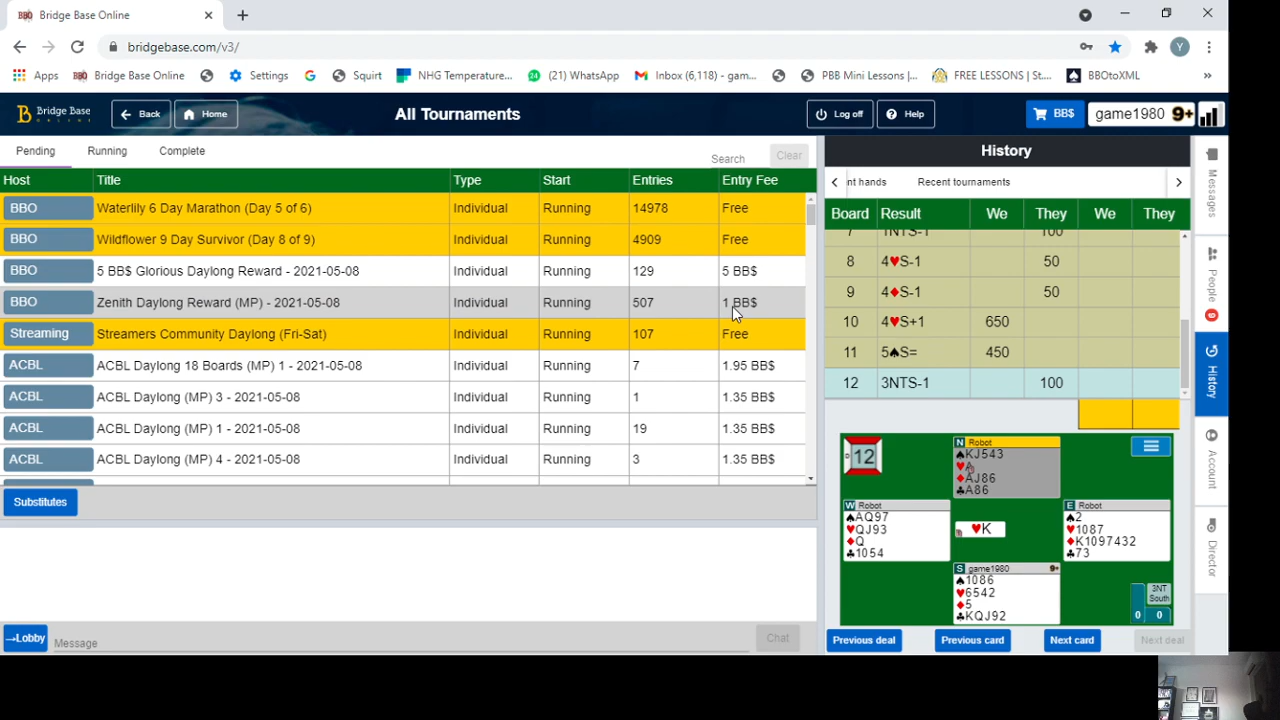 Bridge Base Online
bridgebase.com/v3/
Y
Apps Bridge Base Online Settings Squirt NHG Temperature... (21) WhatsApp Inbox (6,118) - gam... PBB Mini Lessons |... FREE LESSONS | St... BBOtoXML »
Bridge Base ONLINE Back Home All Tournaments Log off Help BB$ game1980 9+
Pending Running Complete Search Clear
Host Title Type Start Entries Entry Fee
BBO Waterlily 6 Day Marathon (Day 5 of 6) Individual Running 14978 Free
BBO Wildflower 9 Day Survivor (Day 8 of 9) Individual Running 4909 Free
BBO 5 BB$ Glorious Daylong Reward - 2021-05-08 Individual Running 129 5 BB$
BBO Zenith Daylong Reward (MP) - 2021-05-08 Individual Running 507 1 BB$
Streaming Streamers Community Daylong (Fri-Sat) Individual Running 107 Free
ACBL ACBL Daylong 18 Boards (MP) 1 - 2021-05-08 Individual Running 7 1.95 BB$
ACBL ACBL Daylong (MP) 3 - 2021-05-08 Individual Running 1 1.35 BB$
ACBL ACBL Daylong (MP) 1 - 2021-05-08 Individual Running 19 1.35 BB$
ACBL ACBL Daylong (MP) 4 - 2021-05-08 Individual Running 3 1.35 BB$
Substitutes
→Lobby Message Chat
History
nt hands Recent tournaments
Board Result We They We They
7 1NTS-1 100
8 4♥S-1 50
9 4♦S-1 50
10 4♥S+1 650
11 5♠S= 450
12 3NTS-1 100
12
N Robot
♠KJ543
♥A
♦AJ86
♣A86
W Robot
♠AQ97
♥QJ93
♦Q
♣1054
♥K
E Robot
♠2
♥1087
♦K1097432
♣73
S game1980 9+
♠1086
♥6542
♦5
♣KQJ92
3NT
South
0 0
Previous deal Previous card Next card Next deal
Messages
People 9
History
Account
Director